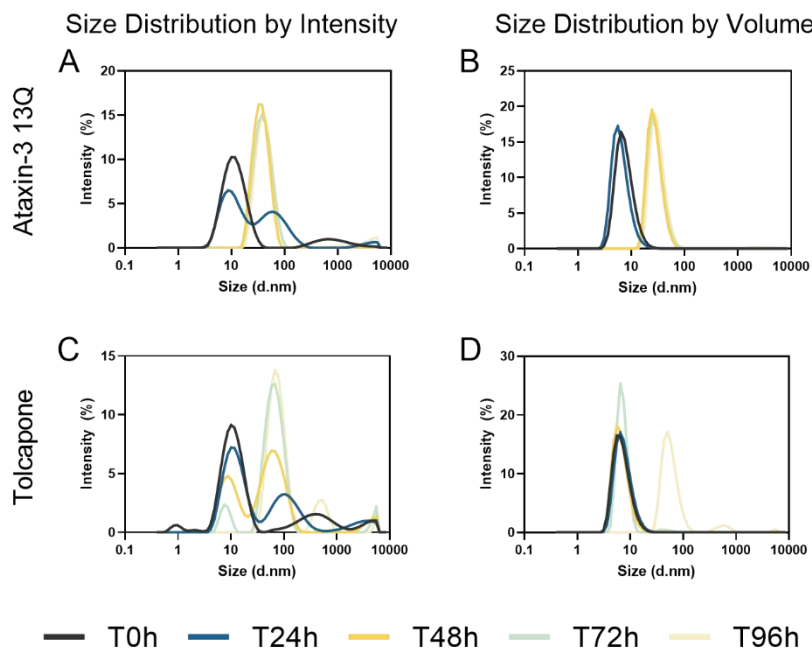 Size Distribution by Intensity
Size Distribution by Volume
Ataxin-3 13Q
A
20
15
10
5
0
Intensity (%)
0.1 1 10 100 1000 10000
Size (d.nm)
B
25
20
15
10
5
0
Intensity (%)
0.1 1 10 100 1000 10000
Size (d.nm)
Tolcapone
C
15
10
5
0
Intensity (%)
0.1 1 10 100 1000 10000
Size (d.nm)
D
30
20
10
0
Intensity (%)
0.1 1 10 100 1000 10000
Size (d.nm)
T0h T24h T48h T72h T96h